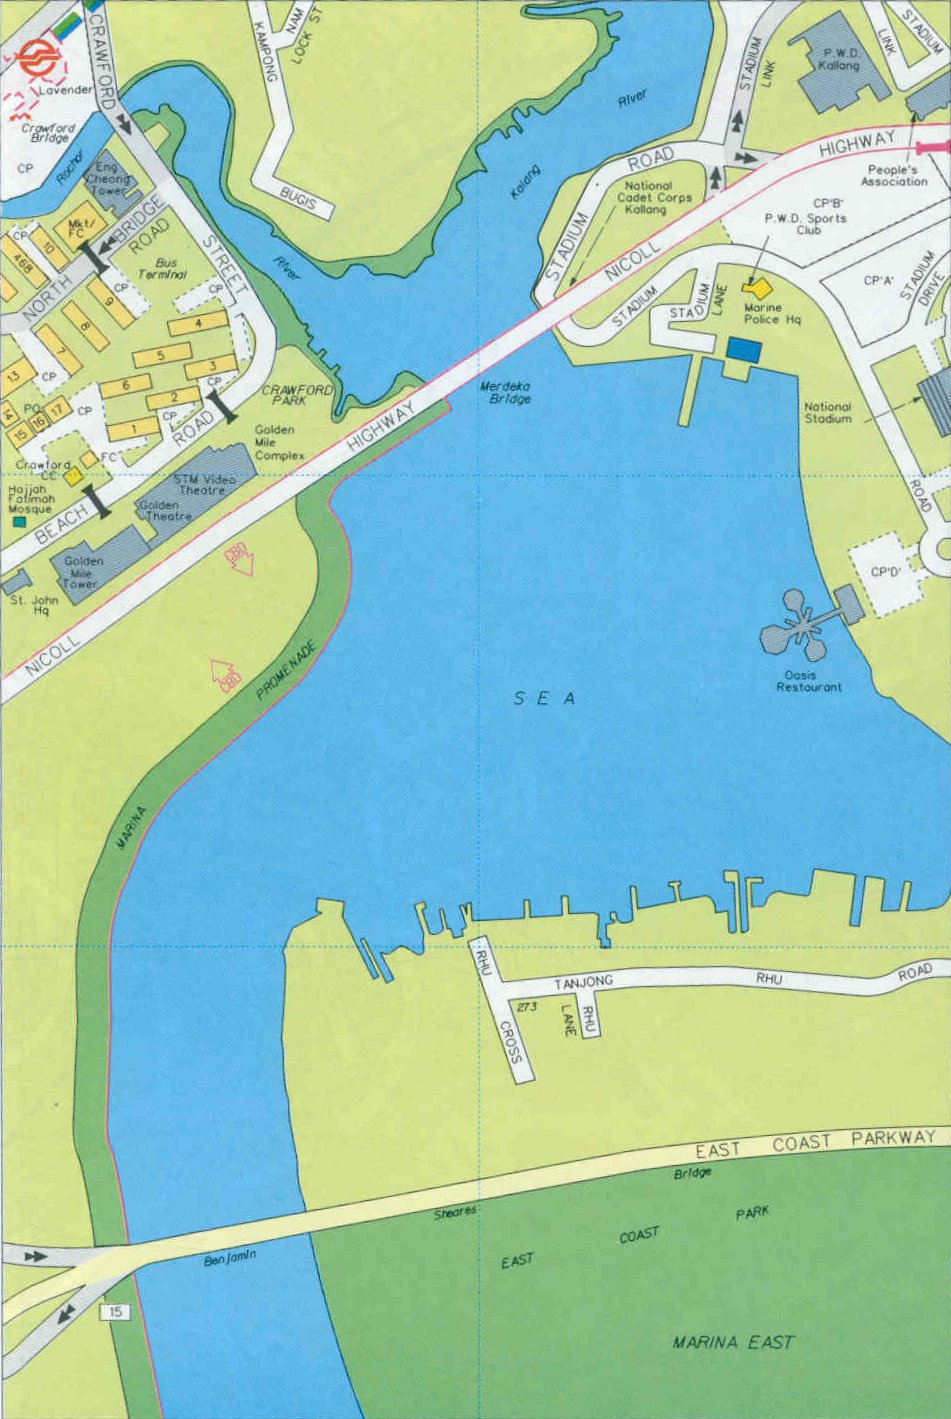 CRAWFORD
KAMPONG
NAM
LOCK ST
STADIUM
LINK
P.W.D.
Kallang
LINK
STADIUM
Lavender
Crawford
Bridge
CP
Rochor
River
Kalang
ROAD
HIGHWAY
People's
Association
Eng
Cheong
Tower
BUGIS
National
Cadet Corps
Kallang
CP'B'
P.W.D. Sports
Club
Mkt/
FC
BRIDGE
ROAD
STREET
STADIUM
NICOLL
CP
10
468
NORTH
Bus
Terminal
River
CP'A'
STADIUM
DRIVE
CP
CP
9
STADIUM
STADIUM
LANE
Marine
Police Hq
8
4
7
5
3
13
CP
6
CRAWFORD
PARK
Merdeka
Bridge
2
National
Stadium
14
PO
17
CP
CP
16
15
1
ROAD
HIGHWAY
Golden
Mile
Complex
FC
Crawford
CC
STM Video
Theatre
Hajjah
Fatimah
Mosque
Golden
Theatre
BEACH
ROAD
CBD
Golden
Mile
Tower
CP'D'
St. John
Hq
NICOLL
CBD
PROMENADE
Oasis
Restaurant
SEA
MARINA
RHU
CROSS
TANJONG
RHU
ROAD
273
RHU
LANE
EAST COAST PARKWAY
Bridge
Sheares
Benjamin
EAST
COAST
PARK
15
MARINA EAST